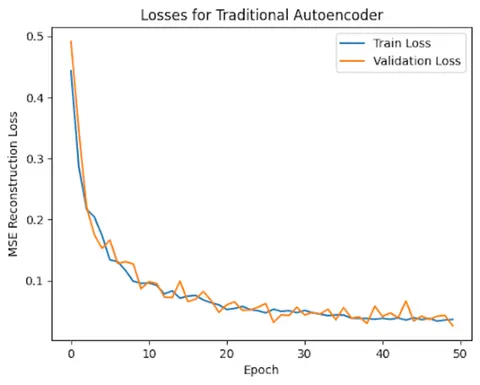 Losses for Traditional Autoencoder
Train Loss
Validation Loss
0.5
0.4
0.3
0.2
0.1
MSE Reconstruction Loss
0 10 20 30 40 50
Epoch